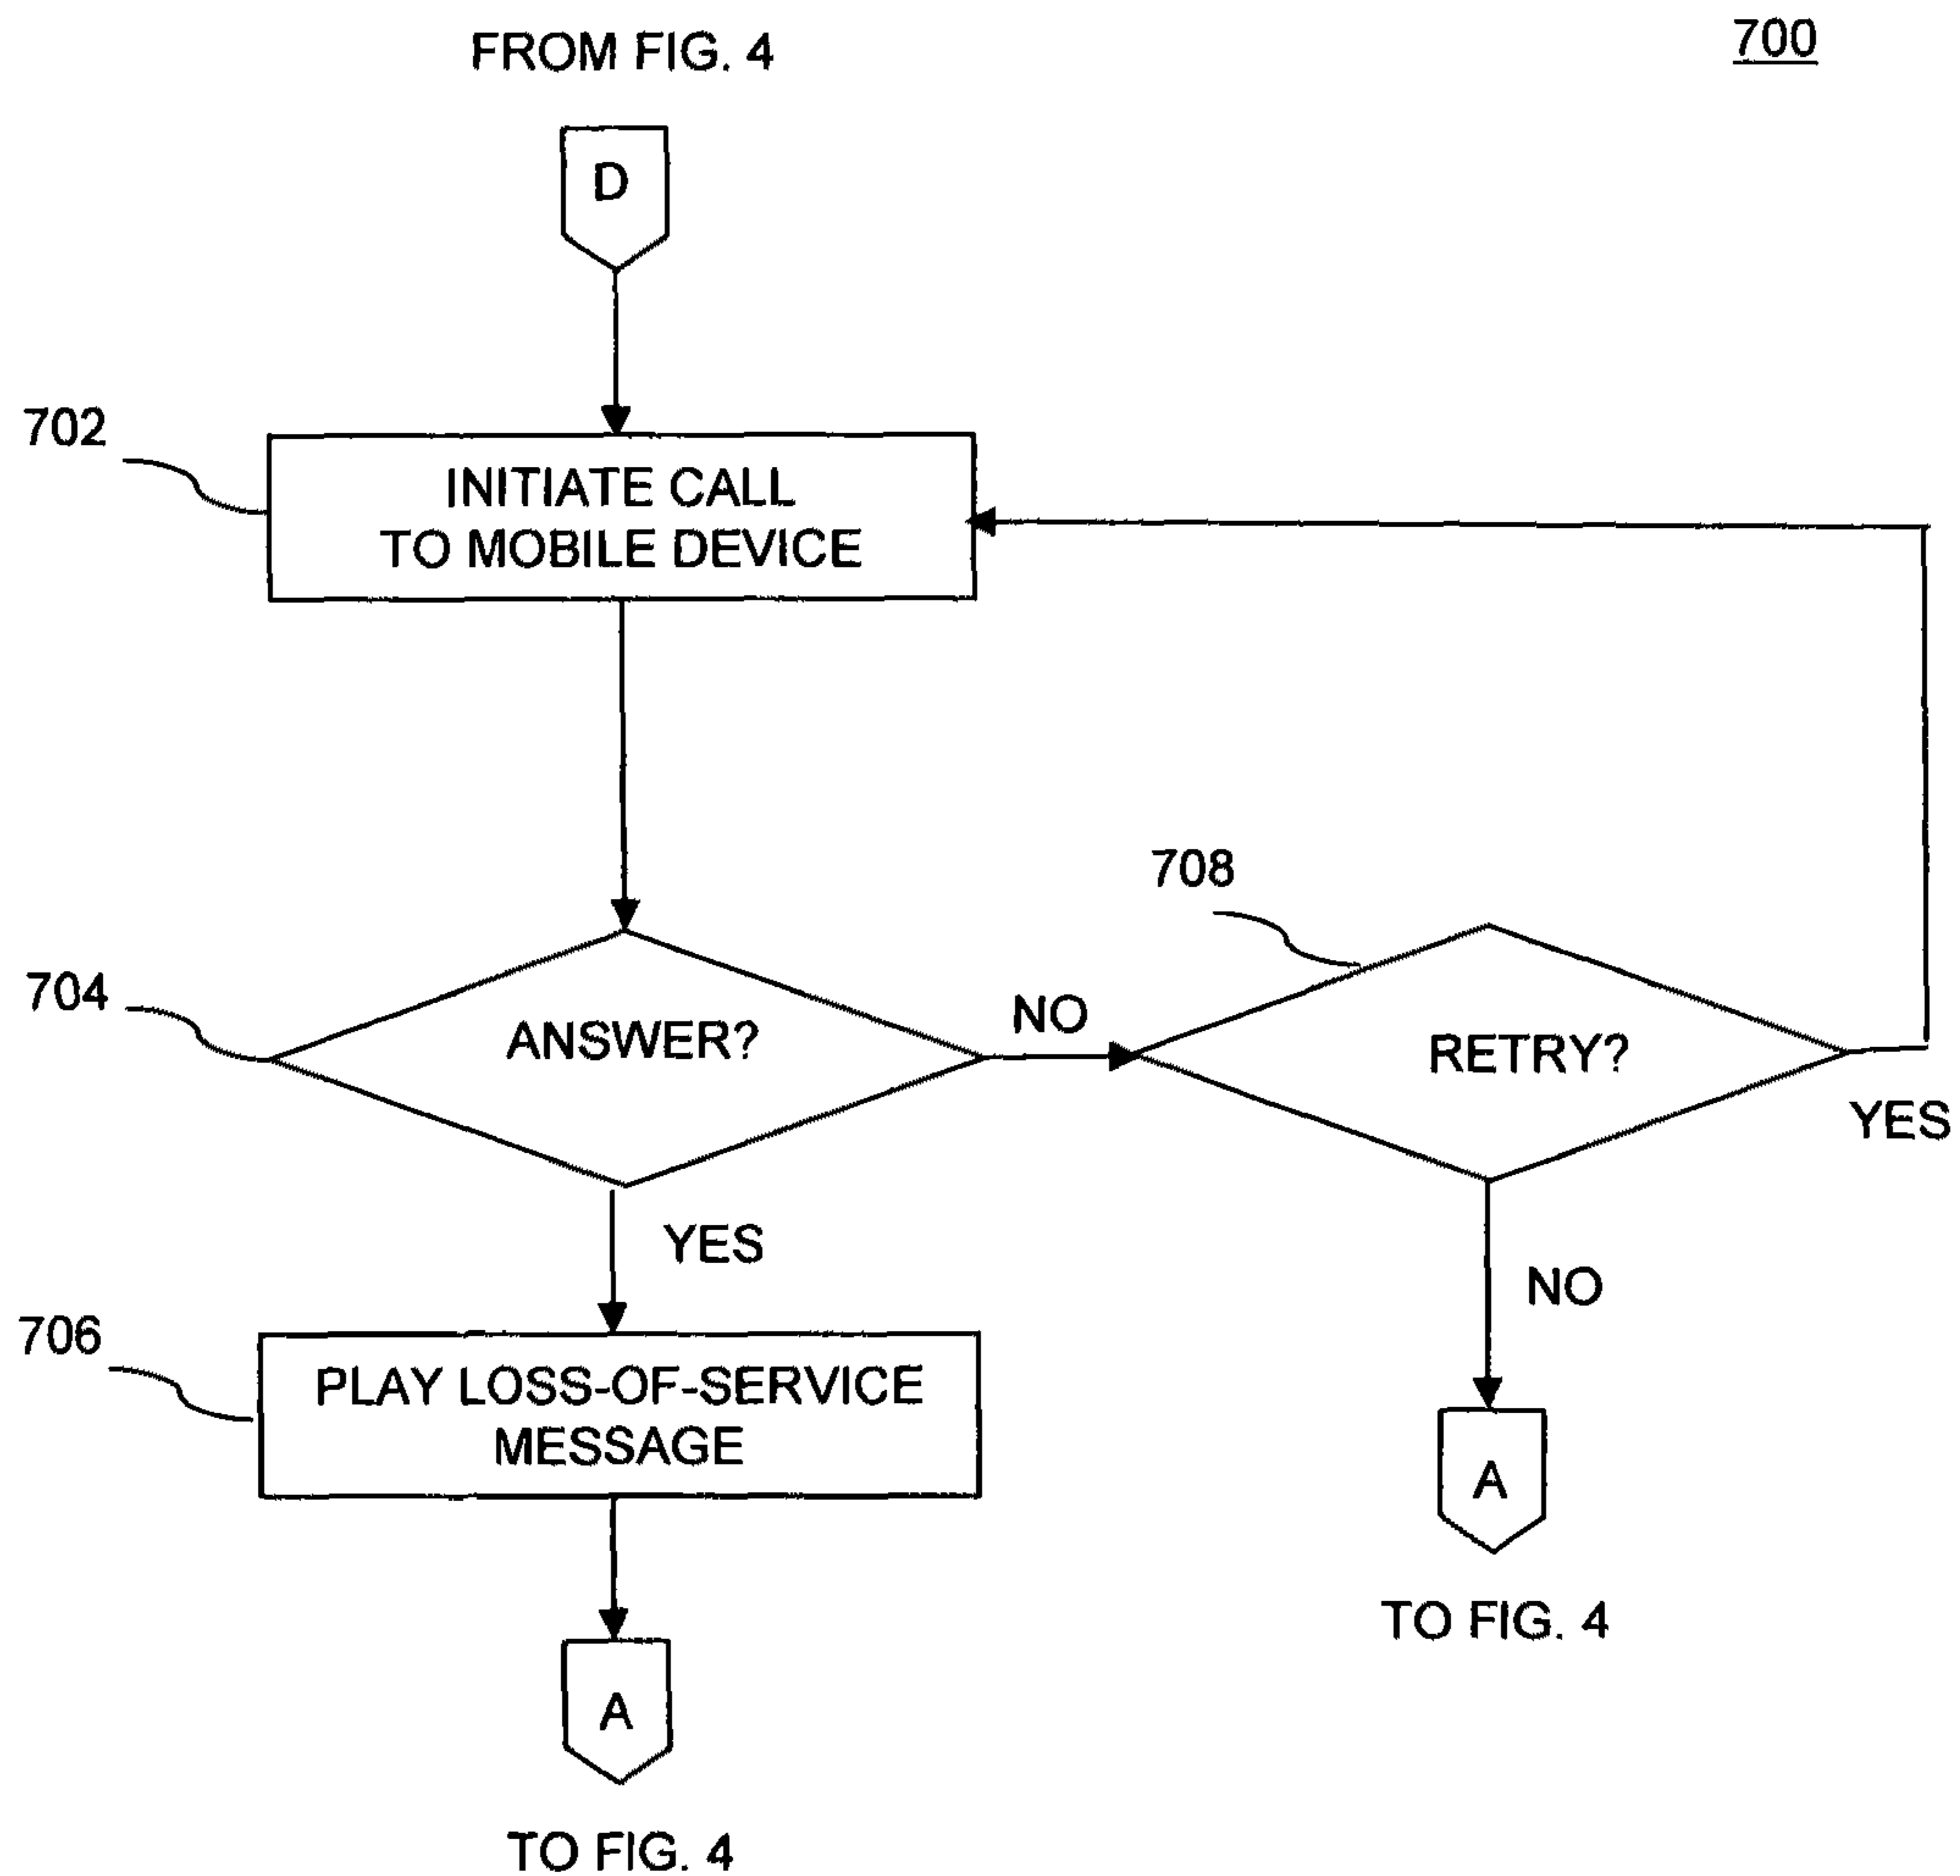 FROM FIG. 4
700
D
702
INITIATE CALL
TO MOBILE DEVICE
708
704
ANSWER?
NO
RETRY?
YES
YES
NO
706
PLAY LOSS-OF-SERVICE
MESSAGE
A
TO FIG. 4
A
TO FIG. 4